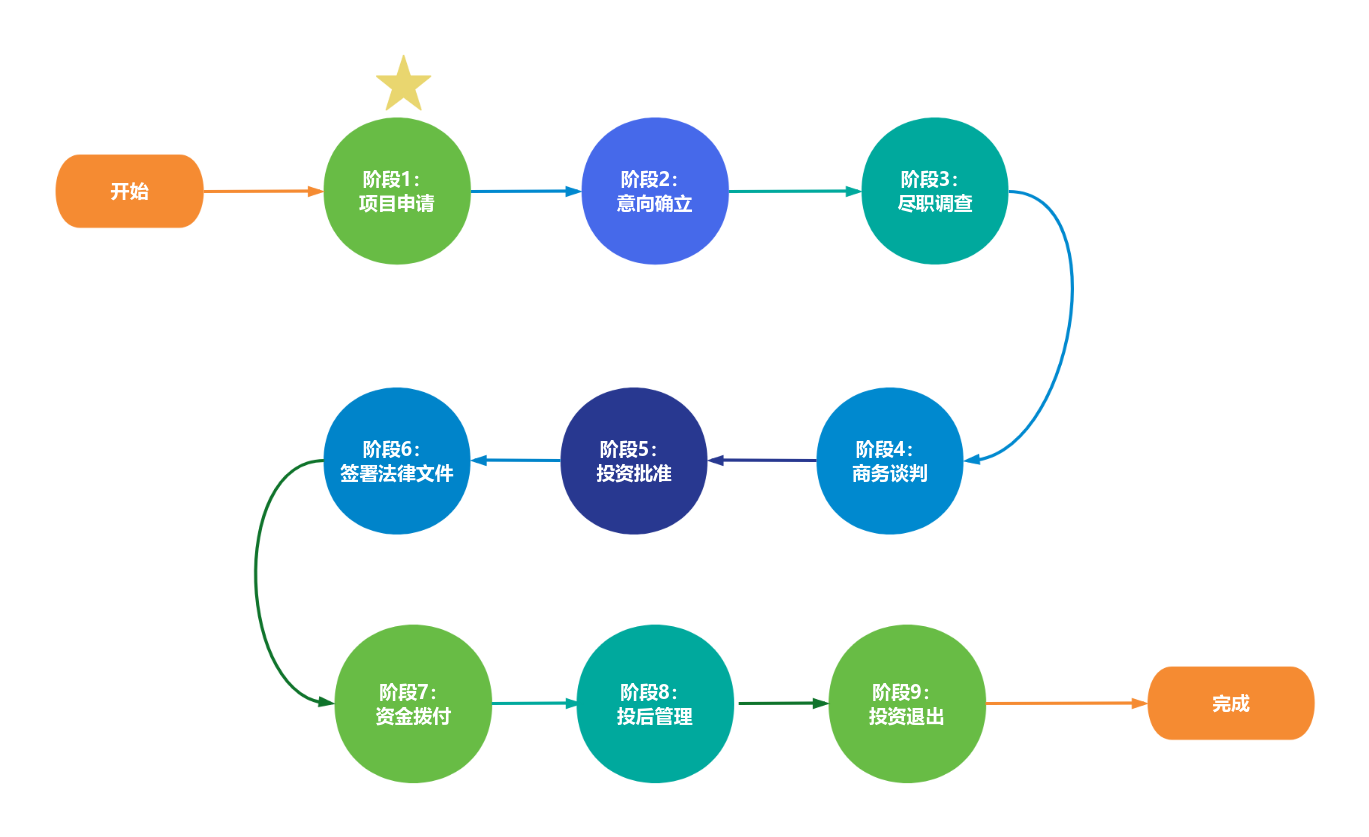 开始
阶段1：
项目申请
阶段2：
意向确立
阶段3：
尽职调查
阶段4：
商务谈判
阶段5：
投资批准
阶段6：
签署法律文件
阶段7：
资金拨付
阶段8：
投后管理
阶段9：
投资退出
完成